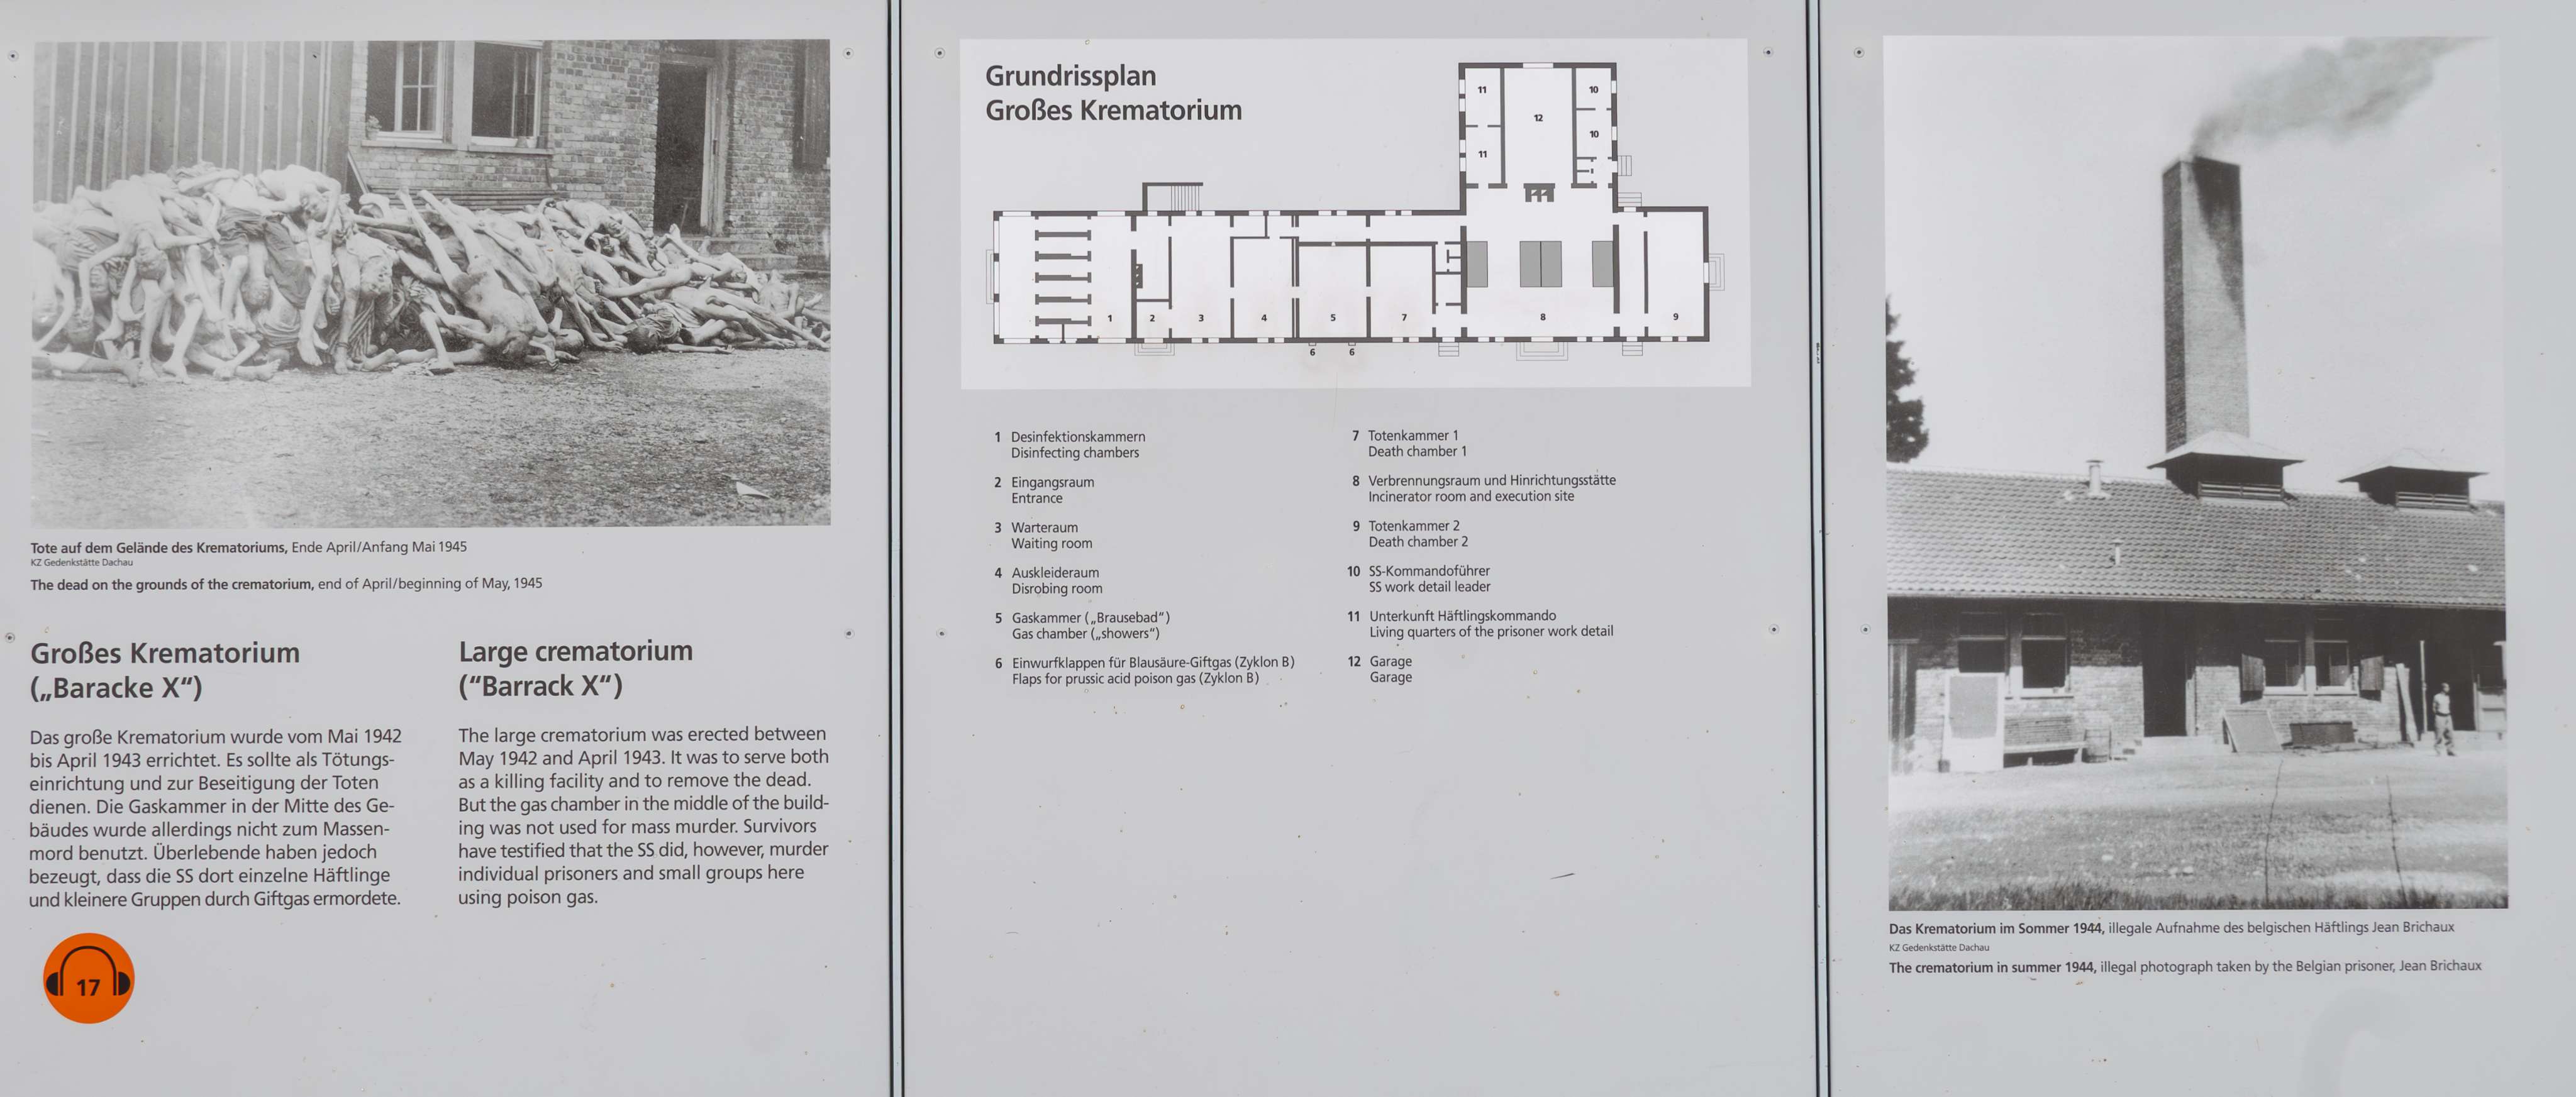 Tote auf dem Gelände des Krematoriums, Ende April/Anfang Mai 1945
KZ Gedenkstätte Dachau
The dead on the grounds of the crematorium, end of April/beginning of May, 1945
Großes Krematorium
(„Baracke X“)
Das große Krematorium wurde vom Mai 1942
bis April 1943 errichtet. Es sollte als Tötungs-
einrichtung und zur Beseitigung der Toten
dienen. Die Gaskammer in der Mitte des Ge-
bäudes wurde allerdings nicht zum Massen-
mord benutzt. Überlebende haben jedoch
bezeugt, dass die SS dort einzelne Häftlinge
und kleinere Gruppen durch Giftgas ermordete.
Large crematorium
(“Barrack X“)
The large crematorium was erected between
May 1942 and April 1943. It was to serve both
as a killing facility and to remove the dead.
But the gas chamber in the middle of the build-
ing was not used for mass murder. Survivors
have testified that the SS did, however, murder
individual prisoners and small groups here
using poison gas.
17
Grundrissplan
Großes Krematorium
11
12
10
10
11
1
2
3
4
5
7
8
9
6
6
1 Desinfektionskammern
Disinfecting chambers
2 Eingangsraum
Entrance
3 Warteraum
Waiting room
4 Auskleideraum
Disrobing room
5 Gaskammer („Brausebad“)
Gas chamber („showers“)
6 Einwurfklappen für Blausäure-Giftgas (Zyklon B)
Flaps for prussic acid poison gas (Zyklon B)
7 Totenkammer 1
Death chamber 1
8 Verbrennungsraum und Hinrichtungsstätte
Incinerator room and execution site
9 Totenkammer 2
Death chamber 2
10 SS-Kommandoführer
SS work detail leader
11 Unterkunft Häftlingskommando
Living quarters of the prisoner work detail
12 Garage
Garage
Das Krematorium im Sommer 1944, illegale Aufnahme des belgischen Häftlings Jean Brichaux
KZ Gedenkstätte Dachau
The crematorium in summer 1944, illegal photograph taken by the Belgian prisoner, Jean Brichaux